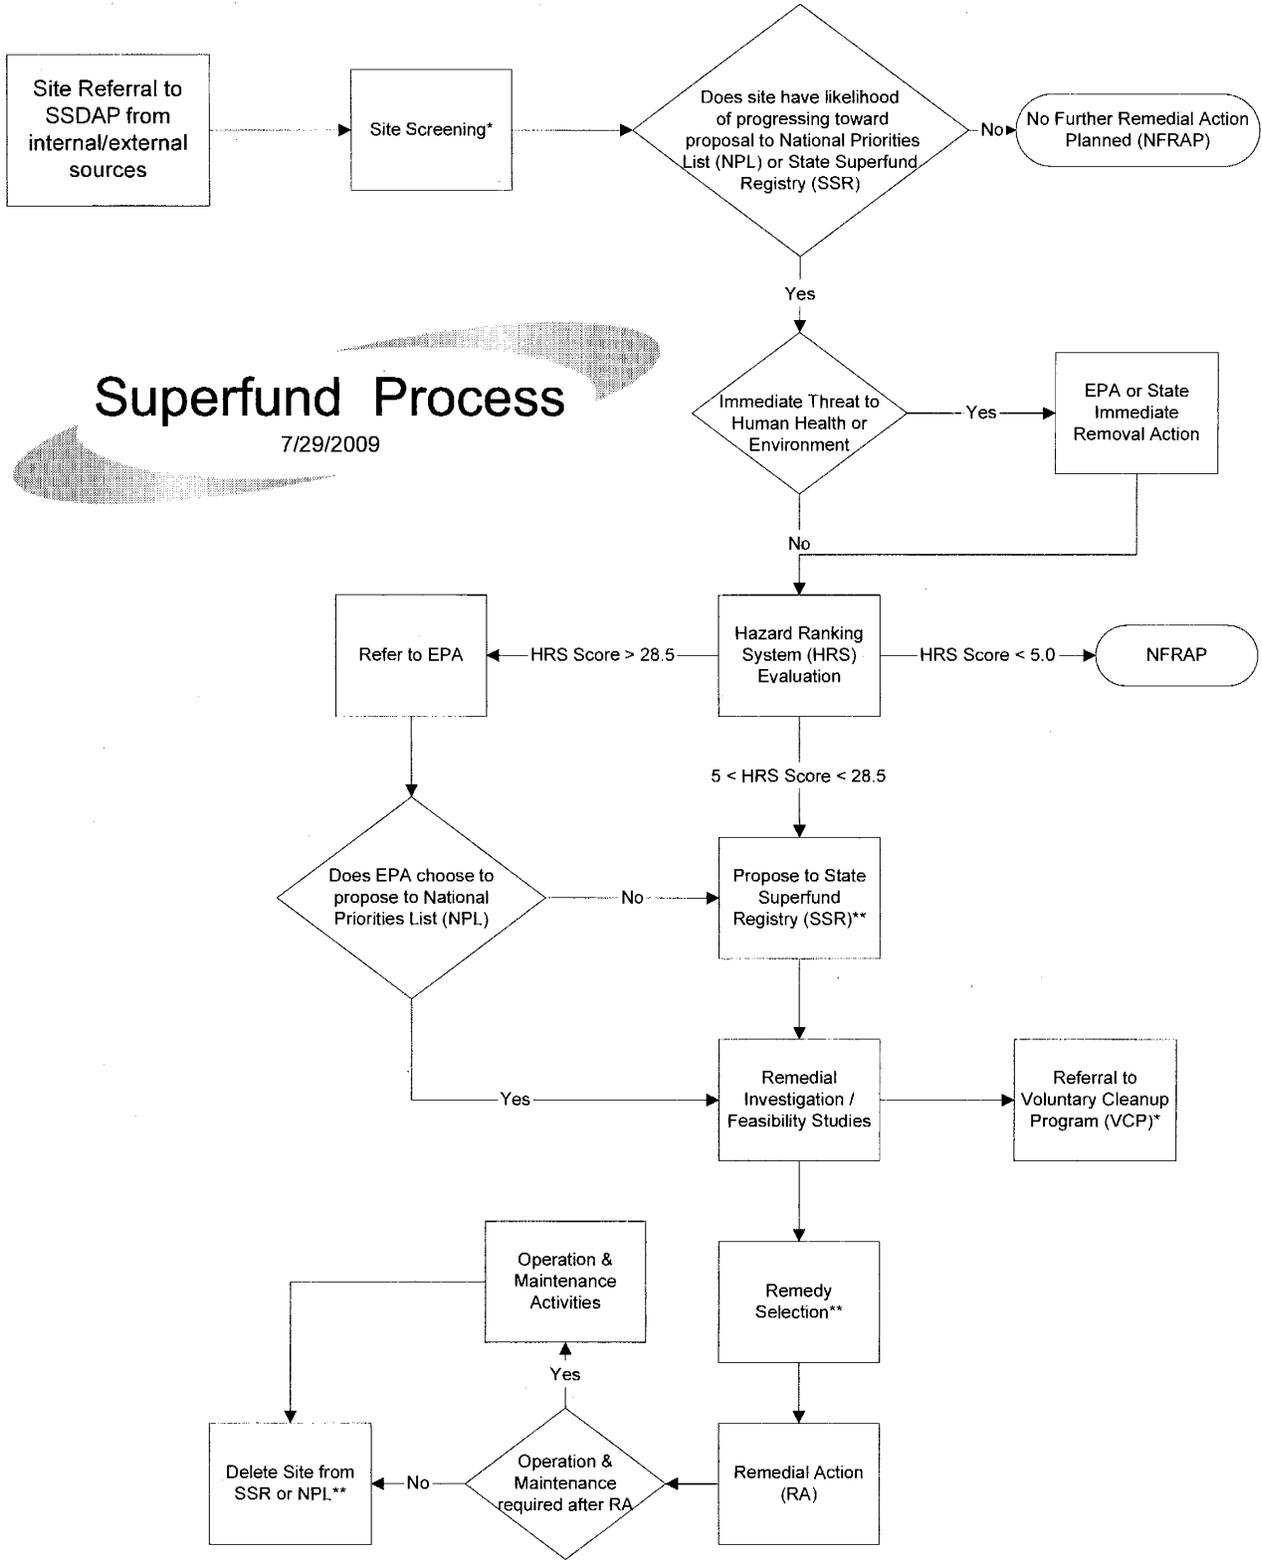 Site Referral to
SSDAP from
internal/external
sources
Site Screening*
Does site have likelihood
of progressing toward
proposal to National Priorities
List (NPL) or State Superfund
Registry (SSR)
No
No Further Remedial Action
Planned (NFRAP)
Yes
Superfund Process
7/29/2009
Immediate Threat to
Human Health or
Environment
Yes
EPA or State
Immediate
Removal Action
No
Refer to EPA
HRS Score > 28.5
Hazard Ranking
System (HRS)
Evaluation
HRS Score < 5.0
NFRAP
5 < HRS Score < 28.5
Does EPA choose to
propose to National
Priorities List (NPL)
No
Propose to State
Superfund
Registry (SSR)**
Yes
Remedial
Investigation /
Feasibility Studies
Referral to
Voluntary Cleanup
Program (VCP)*
Operation &
Maintenance
Activities
Remedy
Selection**
Yes
Delete Site from
SSR or NPL**
No
Operation &
Maintenance
required after RA
Remedial Action
(RA)